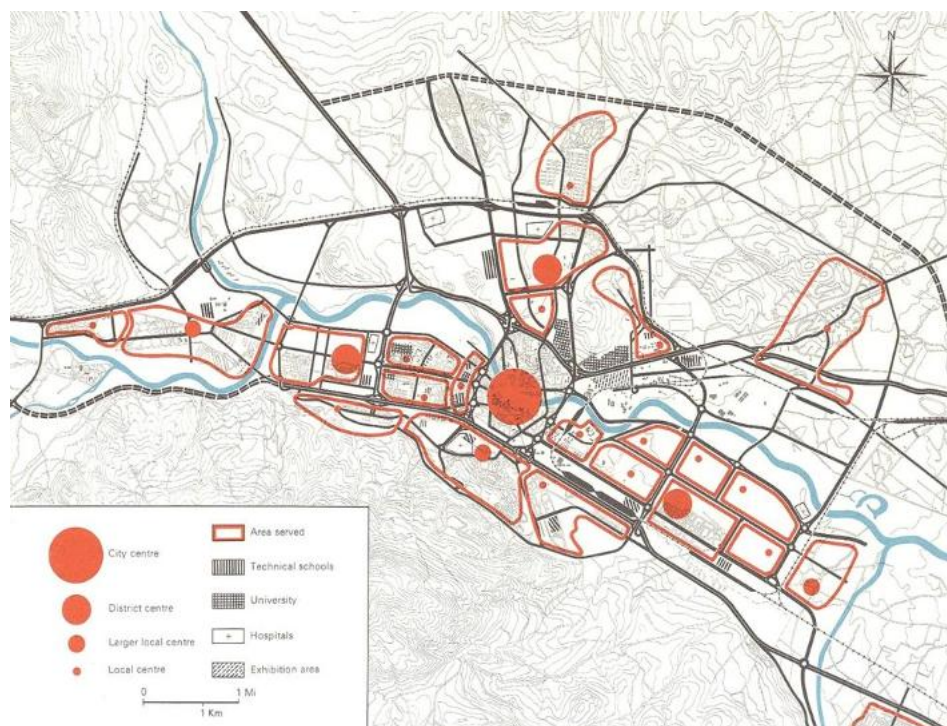 N
City centre
District centre
Larger local centre
Local centre
Area served
Technical schools
University
Hospitals
Exhibition area
0 1 Mi
1 Km